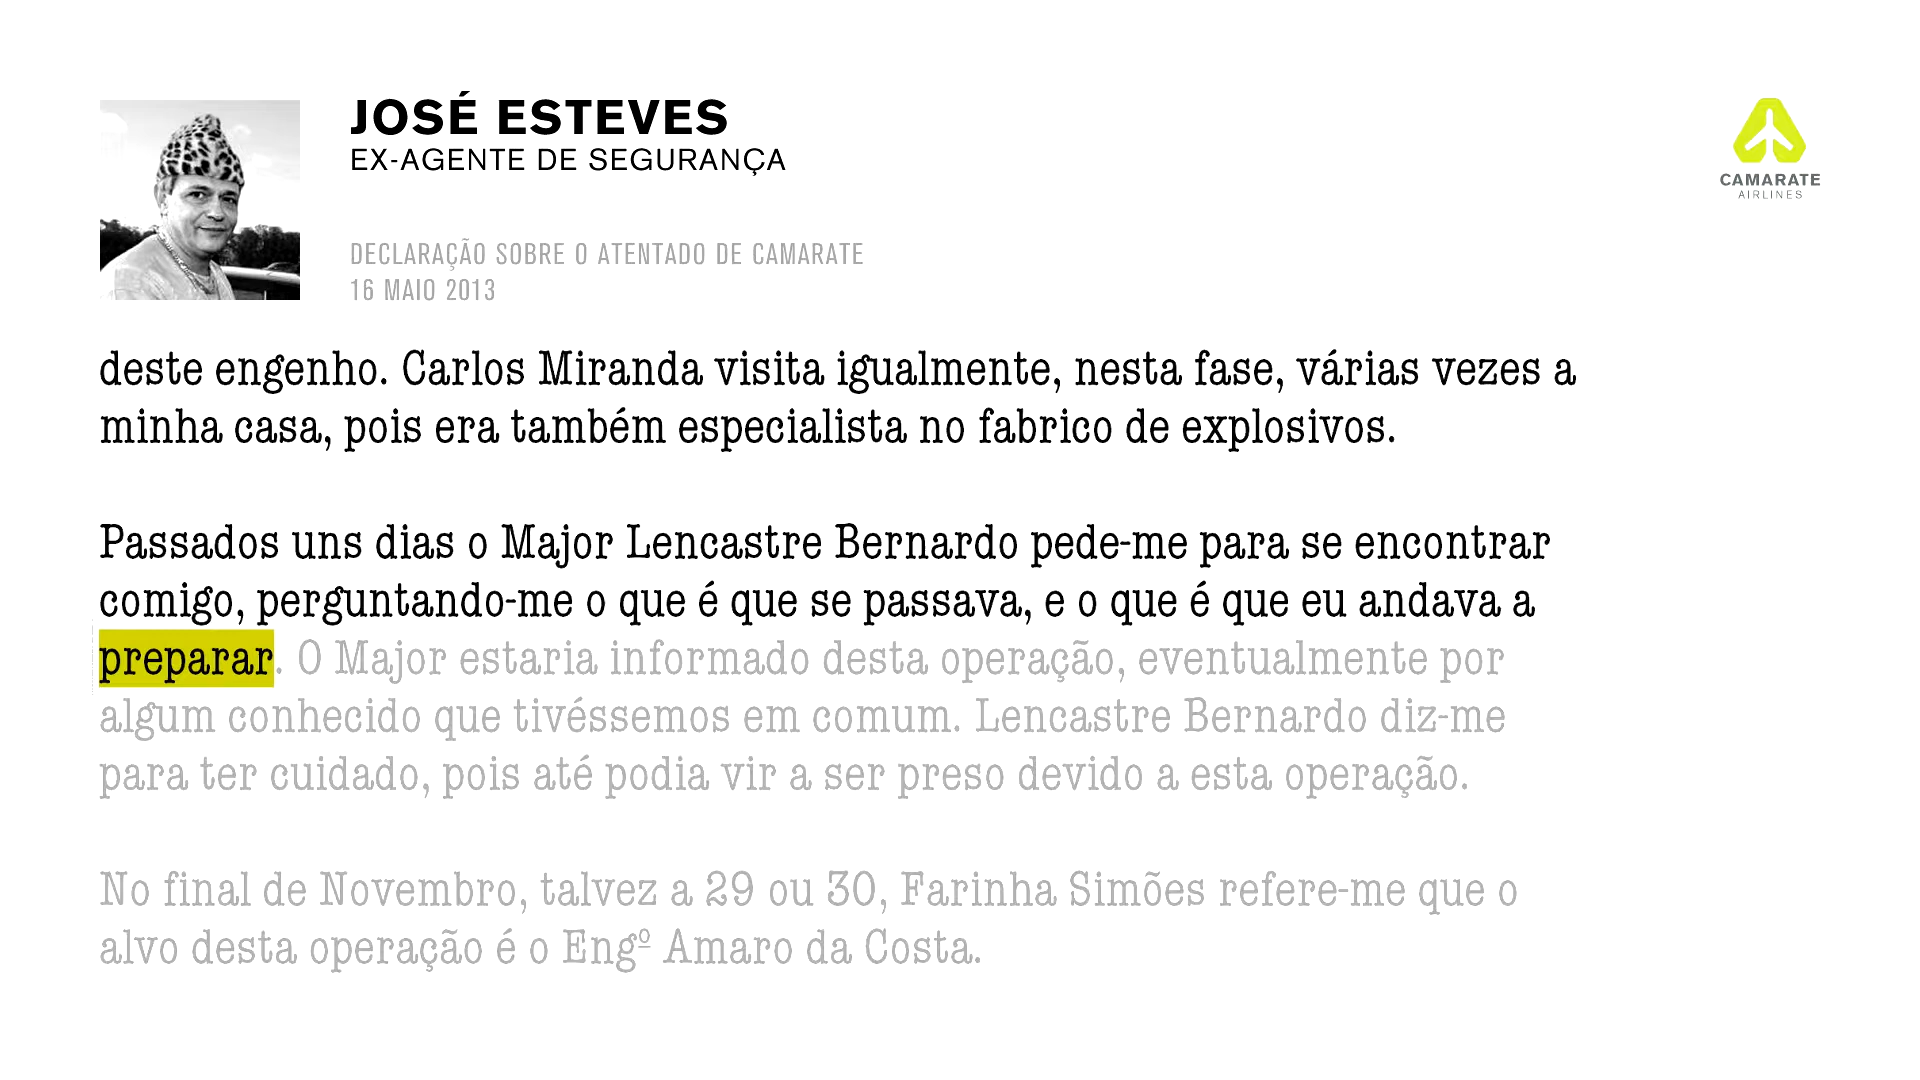 JOSÉ ESTEVES
EX-AGENTE DE SEGURANÇA
DECLARAÇÃO SOBRE O ATENTADO DE CAMARATE
16 MAIO 2013
CAMARATE
AIRLINES
deste engenho. Carlos Miranda visita igualmente, nesta fase, várias vezes a
minha casa, pois era também especialista no fabrico de explosivos.
Passados uns dias o Major Lencastre Bernardo pede-me para se encontrar
comigo, perguntando-me o que é que se passava, e o que é que eu andava a
preparar. O Major estaria informado desta operação, eventualmente por
algum conhecido que tivéssemos em comum. Lencastre Bernardo diz-me
para ter cuidado, pois até podia vir a ser preso devido a esta operação.
No final de Novembro, talvez a 29 ou 30, Farinha Simões refere-me que o
alvo desta operação é o Engº Amaro da Costa.